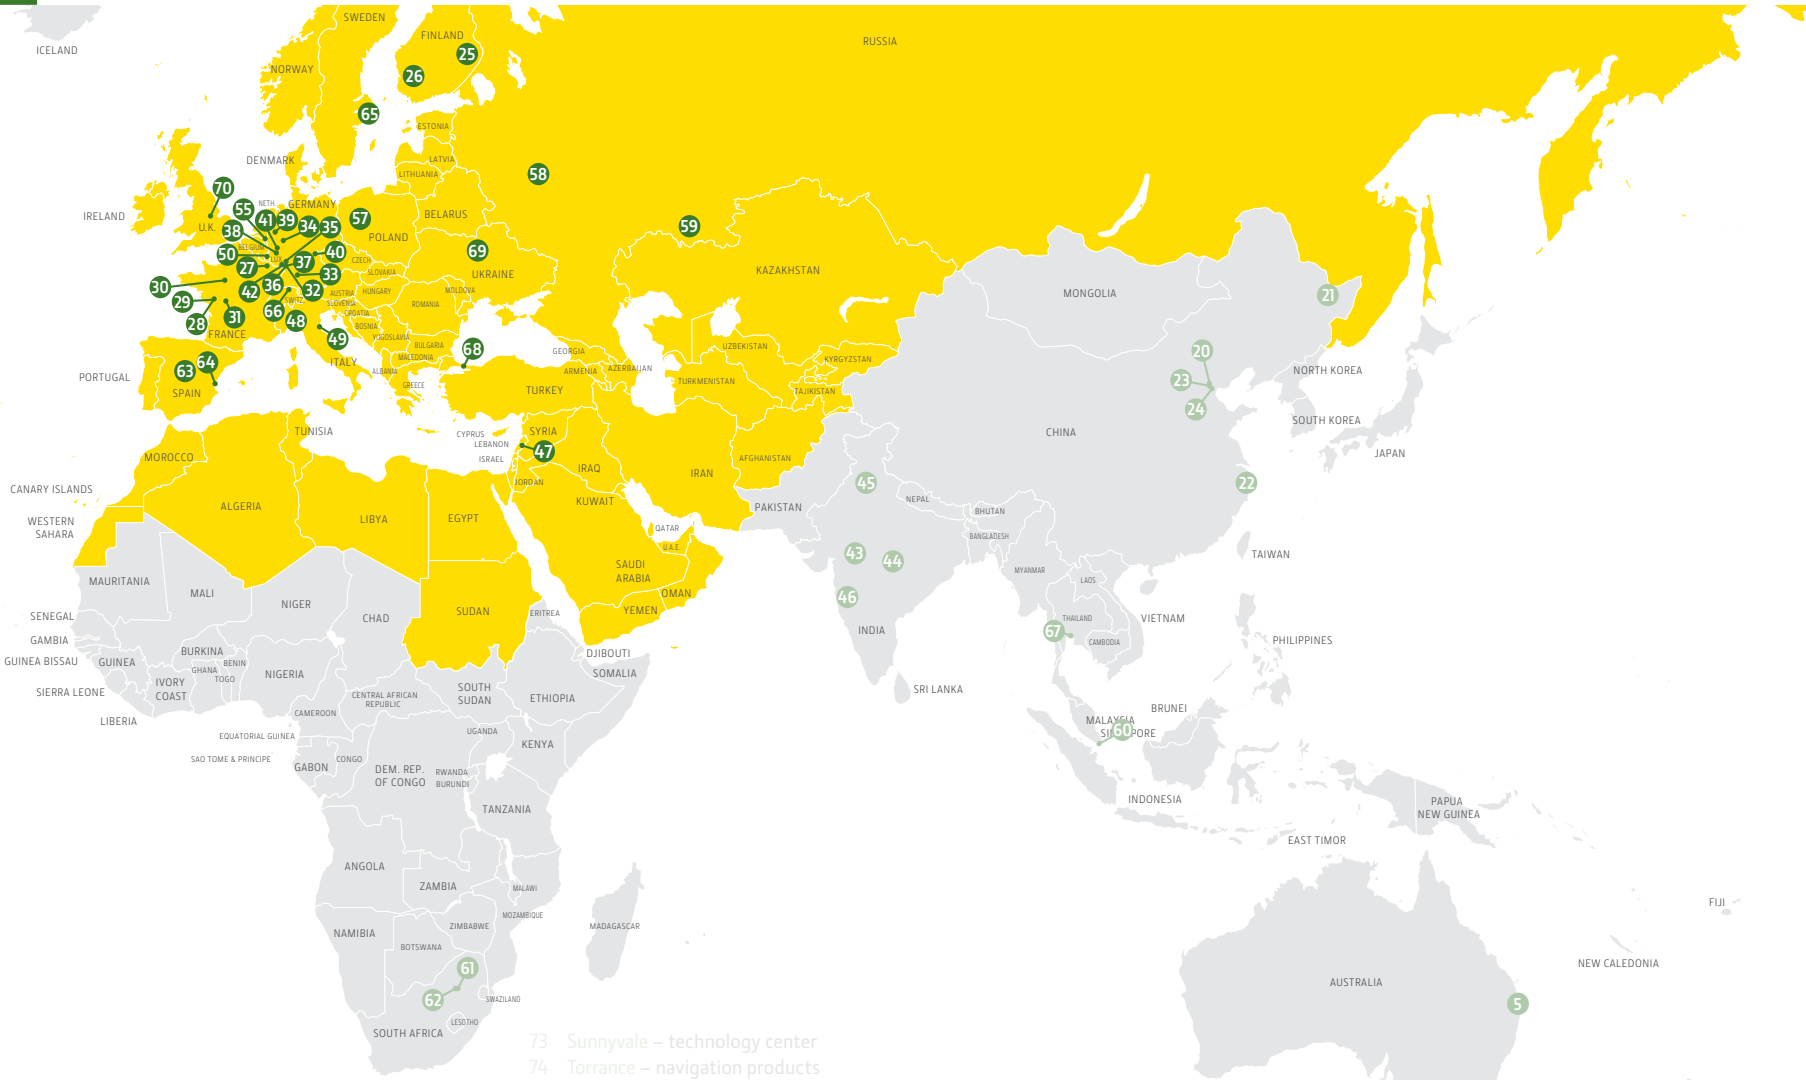 SWEDEN
FINLAND
ICELAND
RUSSIA
25
NORWAY
26
65
ESTONIA
DENMARK
LATVIA
LITHUANIA
58
70
NETH.
GERMANY
55
IRELAND
41
39
57
BELARUS
U.K.
38
34
35
POLAND
59
BELGIUM
50
LUX.
40
69
27
37
CZECH
SLOVAKIA
UKRAINE
KAZAKHSTAN
33
30
42
36
32
AUSTRIA
HUNGARY
MOLDOVA
MONGOLIA
21
29
SWITZ.
SLOVENIA
ROMANIA
66
CROATIA
28
31
48
BOSNIA
FRANCE
49
YUGOSLAVIA
BULGARIA
68
GEORGIA
UZBEKISTAN
20
ITALY
MACEDONIA
KYRGYZSTAN
64
63
ALBANIA
ARMENIA
AZERBAIJAN
NORTH KOREA
PORTUGAL
GREECE
TURKMENISTAN
23
SPAIN
TURKEY
TAJIKISTAN
24
SOUTH KOREA
TUNISIA
CYPRUS
SYRIA
CHINA
LEBANON
47
JAPAN
MOROCCO
ISRAEL
IRAQ
AFGHANISTAN
IRAN
JORDAN
45
22
CANARY ISLANDS
KUWAIT
NEPAL
ALGERIA
LIBYA
EGYPT
PAKISTAN
BHUTAN
WESTERN
SAHARA
QATAR
BANGLADESH
U.A.E.
43
44
TAIWAN
SAUDI
ARABIA
MYANMAR
MAURITANIA
LAOS
MALI
OMAN
46
NIGER
YEMEN
SENEGAL
CHAD
SUDAN
ERITREA
THAILAND
VIETNAM
67
INDIA
GAMBIA
CAMBODIA
PHILIPPINES
BURKINA
DJIBOUTI
GUINEA BISSAU
GUINEA
BENIN
GHANA
TOGO
NIGERIA
SOMALIA
IVORY
COAST
SOUTH
SUDAN
SRI LANKA
SIERRA LEONE
CENTRAL AFRICAN
REPUBLIC
ETHIOPIA
BRUNEI
LIBERIA
CAMEROON
MALAYSIA
60
UGANDA
EQUATORIAL GUINEA
KENYA
SAO TOME & PRINCIPE
CONGO
GABON
DEM. REP.
OF CONGO
RWANDA
BURUNDI
INDONESIA
PAPUA
NEW GUINEA
TANZANIA
EAST TIMOR
ANGOLA
ZAMBIA
MALAWI
FIJI
MOZAMBIQUE
ZIMBABWE
MADAGASCAR
NAMIBIA
BOTSWANA
61
NEW CALEDONIA
AUSTRALIA
62
SWAZILAND
5
LESOTHO
SOUTH AFRICA
73 Sunnyvale – technology center
74 Torrance – navigation products